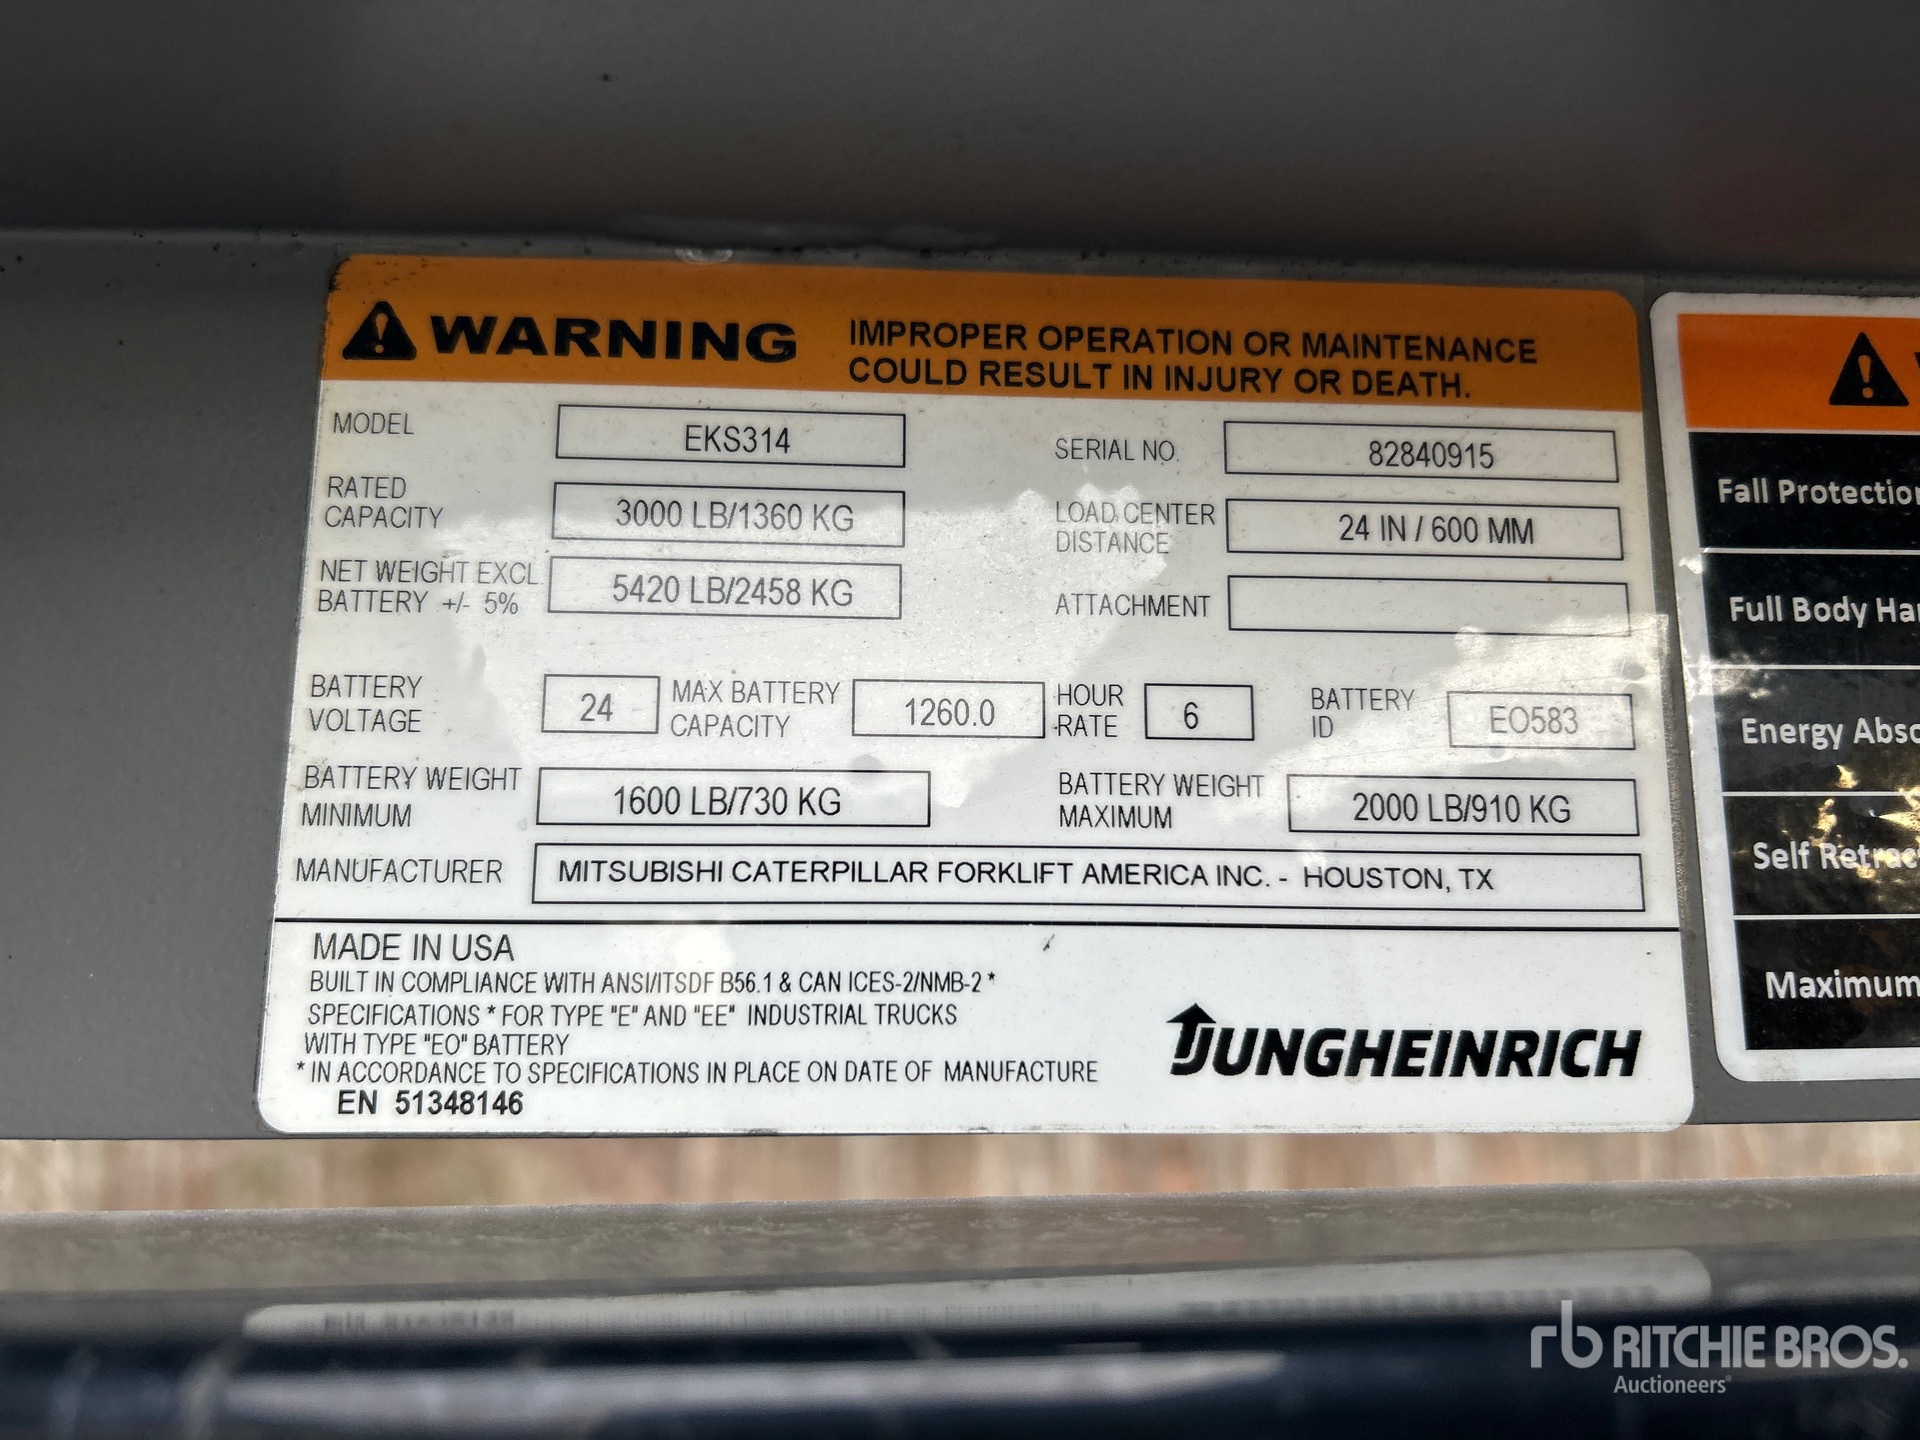 WARNING
IMPROPER OPERATION OR MAINTENANCE
COULD RESULT IN INJURY OR DEATH.
MODEL EKS314
SERIAL NO. 82840915
RATED
CAPACITY
3000 LB/1360 KG
LOAD CENTER
DISTANCE
24 IN / 600 MM
NET WEIGHT EXCL.
BATTERY +/- 5%
5420 LB/2458 KG
ATTACHMENT
BATTERY
VOLTAGE
24
MAX BATTERY
CAPACITY
1260.0
HOUR
RATE
6
BATTERY
ID
EO583
BATTERY WEIGHT
MINIMUM
1600 LB/730 KG
BATTERY WEIGHT
MAXIMUM
2000 LB/910 KG
MANUFACTURER
MITSUBISHI CATERPILLAR FORKLIFT AMERICA INC. - HOUSTON, TX
MADE IN USA
BUILT IN COMPLIANCE WITH ANSI/ITSDF B56.1 & CAN ICES-2/NMB-2 *
SPECIFICATIONS * FOR TYPE "E" AND "EE" INDUSTRIAL TRUCKS
WITH TYPE "EO" BATTERY
* IN ACCORDANCE TO SPECIFICATIONS IN PLACE ON DATE OF MANUFACTURE
EN 51348146
JUNGHEINRICH
Fall
Full Body
Energy
Self
Maximum
rb RITCHIE BROS.
Auctioneers